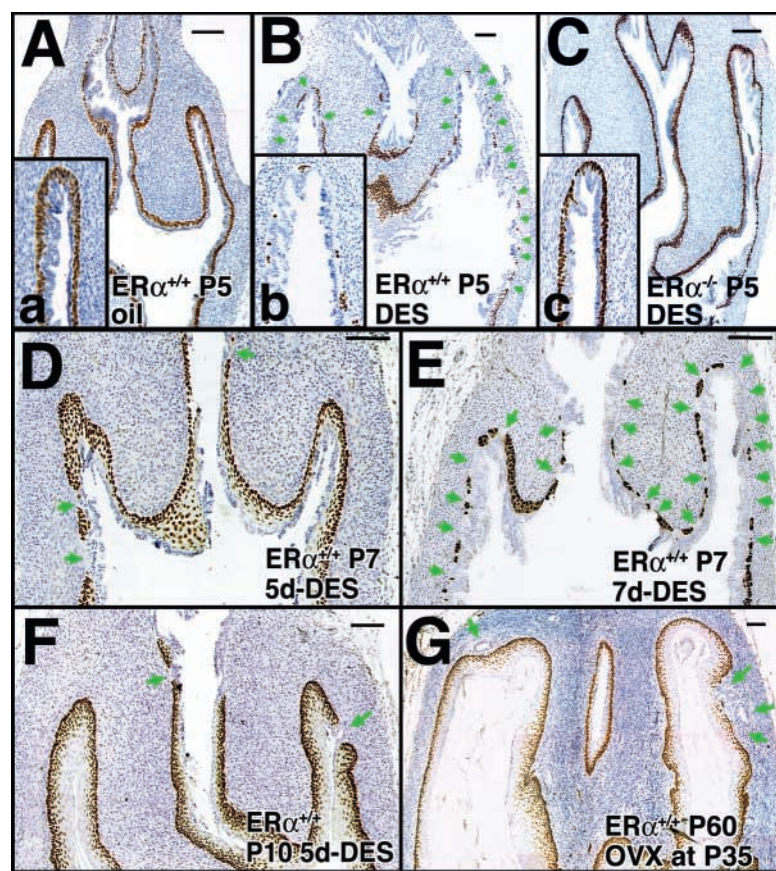 A
ERα+/+ P5
oil
a
B
ERα+/+ P5
DES
b
C
ERα-/- P5
DES
c
D
ERα+/+ P7
5d-DES
E
ERα+/+ P7
7d-DES
F
ERα+/+
P10 5d-DES
G
ERα+/+ P60
OVX at P35